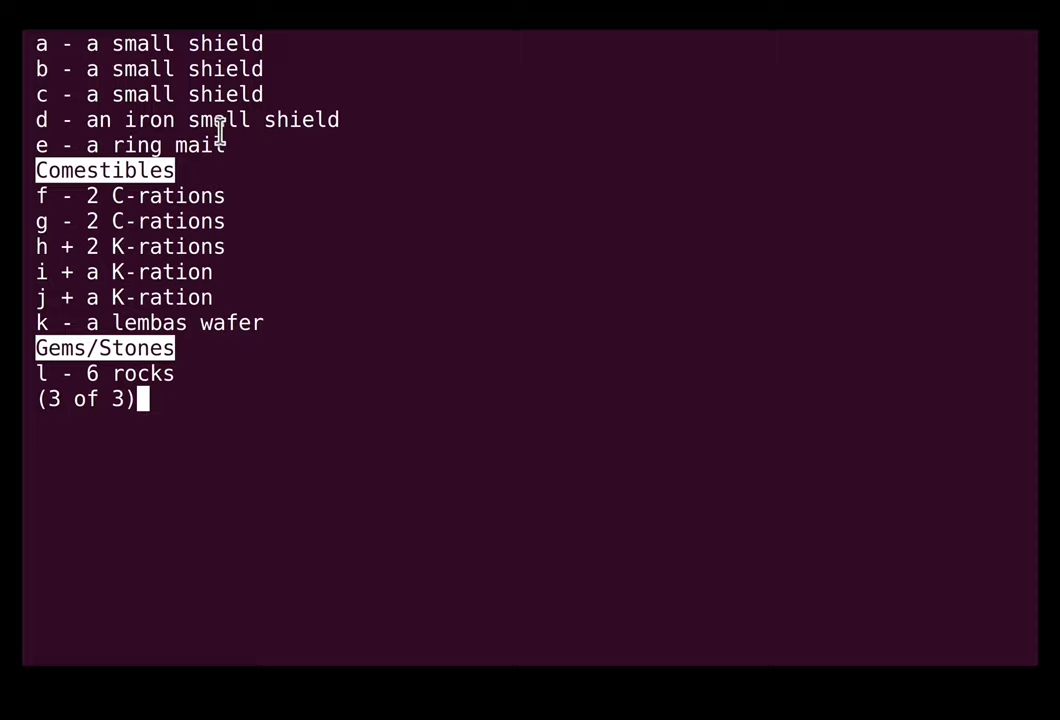 a - a small shield
b - a small shield
c - a small shield
d - an iron small shield
e - a ring mail
Comestibles
f - 2 C-rations
g - 2 C-rations
h + 2 K-rations
i + a K-ration
j + a K-ration
k - a lembas wafer
Gems/Stones
l - 6 rocks
(3 of 3)